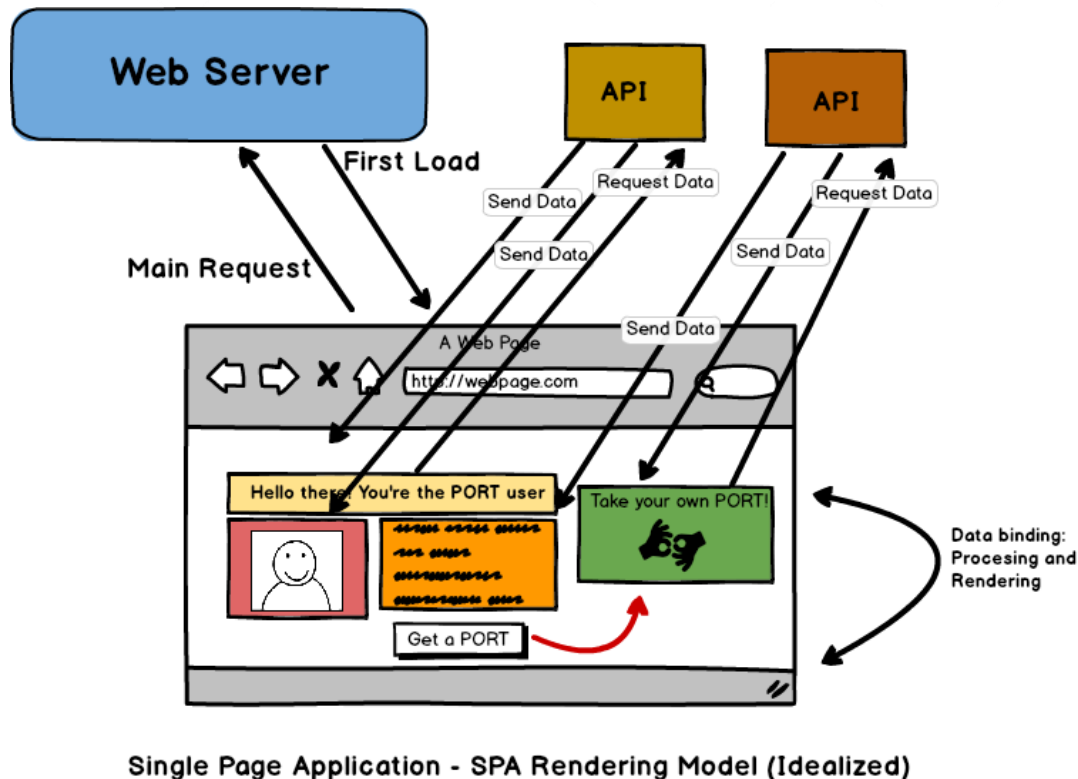 Web Server
API
API
First Load
Request Data
Request Data
Send Data
Send Data
Send Data
Main Request
Send Data
A Web Page
http://webpage.com
Hello there! You're the PORT user
Take your own PORT!
Data binding:
Procesing and
Rendering
Get a PORT
Single Page Application - SPA Rendering Model (Idealized)